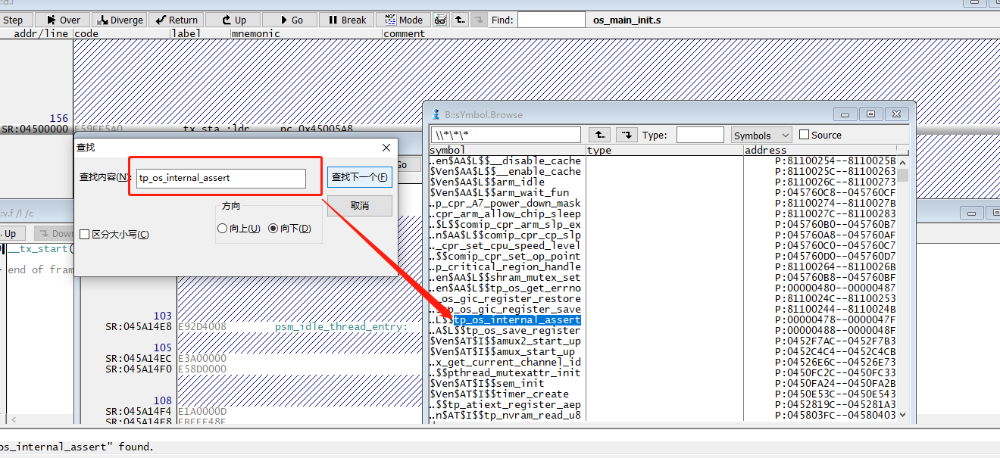 ::d.l
Step Over Diverge Return Up Go Break Mode Find: os_main_init.s
addr/line code label mnemonic comment
156
SR:04500000 E59FF5A0 __tx_sta.:ldr pc,0x45005A8
查找
查找内容(N): tp_os_internal_assert 查找下一个(F)
取消
方向
向上(U) 向下(D)
区分大小写(C)
Go
::v.f /l /c
Up Down
__tx_start(
end of fram
103
SR:045A14E8 E92D4008 psm_idle_thread_entry:
105
SR:045A14EC E3A00000
SR:045A14F0 E58D0000
108
SR:045A14F4 E1A0000D
SR:045A14F8 EBFFF48F
B::sYmbol.Browse
\\*\*\* Type: Symbols Source
symbol type address
..en$AA$L$$__disable_cache P:81100254--8110025B
$Ven$AA$L$$__enable_cache P:8110025C--81100263
$Ven$AA$L$$arm_idle P:8110026C--81100273
$Ven$AA$L$$arm_wait_fun P:045760C8--045760CF
..p_cpr_A7_power_down_mask P:81100274--8110027B
.cpr_arm_allow_chip_sleep P:8110027C--81100283
.$L$$comip_cpr_arm_slp_ex P:045760B0--045760B7
..n$AA$L$$comip_cpr_cp_slp P:045760A8--045760AF
.._cpr_set_cpu_speed_level P:045760C0--045760C7
..$$comip_cpr_set_op_point P:045760D0--045760D7
..p_critical_region_handle P:81100264--8110026B
..en$AA$L$$shram_mutex_set P:045760B8--045760BF
..en$AA$L$$tp_os_get_errno P:00000480--00000487
._os_gic_register_restore P:8110024C--81100253
..$$tp_os_gic_register_save P:81100244--8110024B
..L$$tp_os_internal_assert P:00000478--0000047F
..A$L$$tp_os_save_register P:00000488--0000048F
$Ven$AT$I$$amux2_start_up P:0452F7AC--0452F7B3
$Ven$AT$I$$amux_start_up P:0452C4C4--0452C4CB
..x_get_current_channel_id P:04526E6C--04526E73
..$$pthread_mutexattr_init P:0450FC2C--0450FC33
$Ven$AT$I$$sem_init P:0450FA24--0450FA2B
$Ven$AT$I$$timer_create P:0450E53C--0450E543
..$$tp_atiext_register_aep P:0452819C--045281A3
..n$AT$I$$tp_nvram_read_u8 P:045803FC--04580403
os_internal_assert" found.